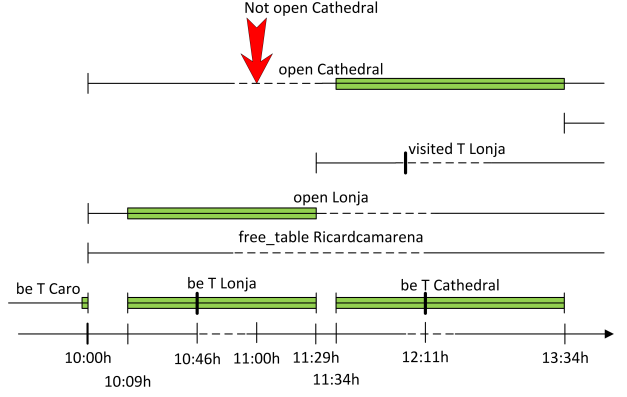 Not open Cathedral
open Cathedral
visited T Lonja
open Lonja
free_table Ricardcamarena
be T Caro
be T Lonja
be T Cathedral
10:00h
10:46h
11:00h
11:29h
12:11h
13:34h
10:09h
11:34h